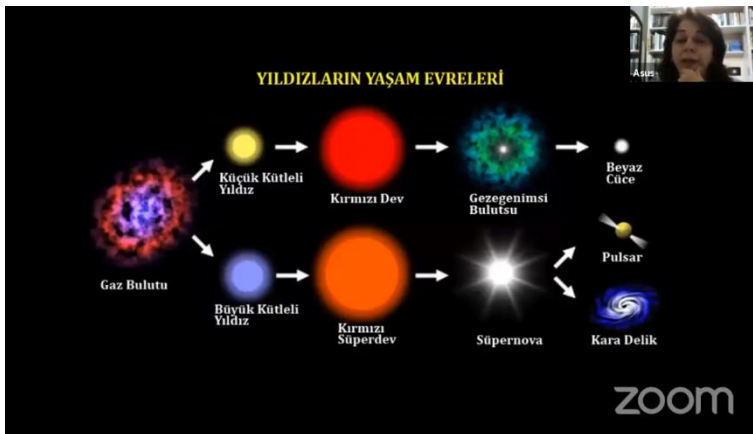 Asus
YILDIZLARIN YAŞAM EVRELERİ
Küçük Kütleli
Yıldız
Kırmızı Dev
Gezegenimsi
Bulutsu
Beyaz
Cüce
Gaz Bulutu
Büyük Kütleli
Yıldız
Kırmızı
Süperdev
Süpernova
Pulsar
Kara Delik
zoom